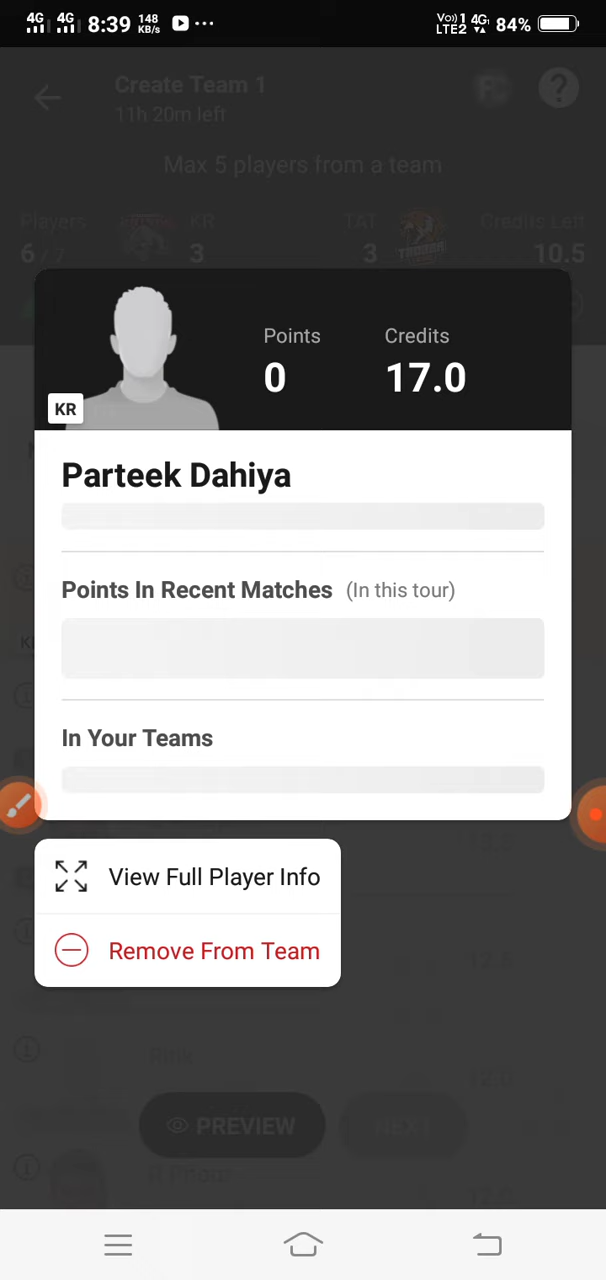 4G 4G 8:39 148 KB/s
Vo)) 1 4G LTE2 84%
Create Team 1
11h 20m left
Max 5 players from a team
Players KR TAT Credits Left
6 / 7 3 3 10.5
Points Credits
0 17.0
KR
Parteek Dahiya
Points In Recent Matches (In this tour)
In Your Teams
View Full Player Info
Remove From Team
PREVIEW NEXT